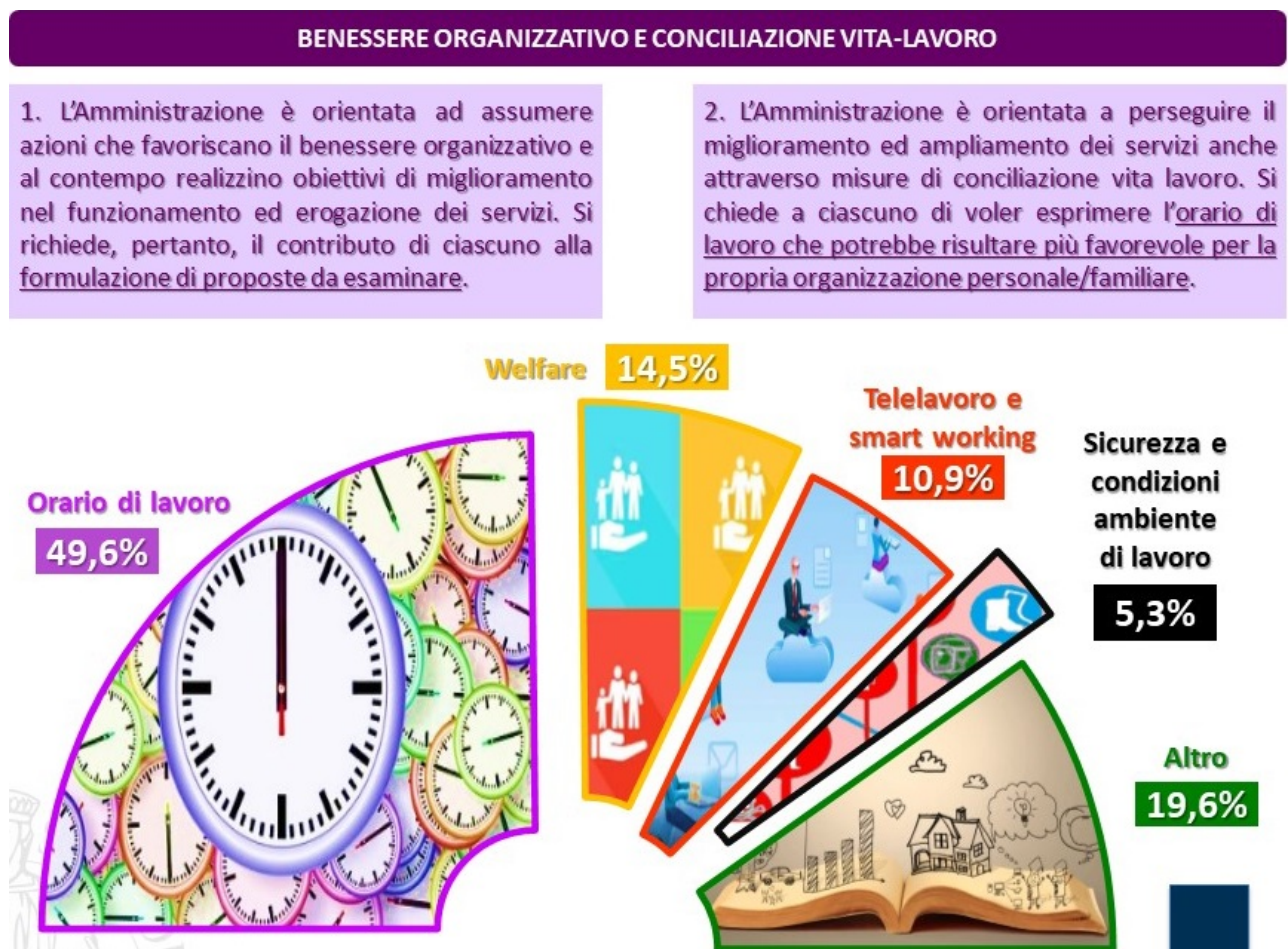 BENESSERE ORGANIZZATIVO E CONCILIAZIONE VITA-LAVORO
1. L’Amministrazione è orientata ad assumere
azioni che favoriscano il benessere organizzativo e
al contempo realizzino obiettivi di miglioramento
nel funzionamento ed erogazione dei servizi. Si
richiede, pertanto, il contributo di ciascuno alla
formulazione di proposte da esaminare.
2. L’Amministrazione è orientata a perseguire il
miglioramento ed ampliamento dei servizi anche
attraverso misure di conciliazione vita lavoro. Si
chiede a ciascuno di voler esprimere l’orario di
lavoro che potrebbe risultare più favorevole per la
propria organizzazione personale/familiare.
Welfare 14,5%
Telelavoro e
smart working
10,9%
Sicurezza e
condizioni
ambiente
di lavoro
5,3%
Orario di lavoro
49,6%
Altro
19,6%